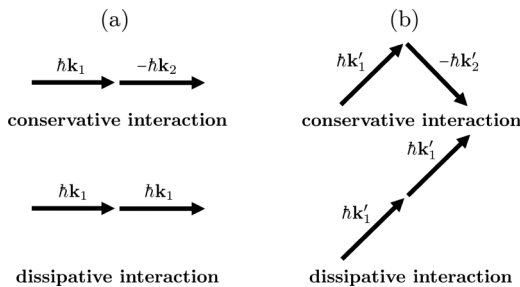 (a)
ℏk₁ −ℏk₂
conservative interaction
ℏk₁ ℏk₁
dissipative interaction
(b)
ℏk′₁ −ℏk′₂
conservative interaction
ℏk′₁
ℏk′₁
dissipative interaction